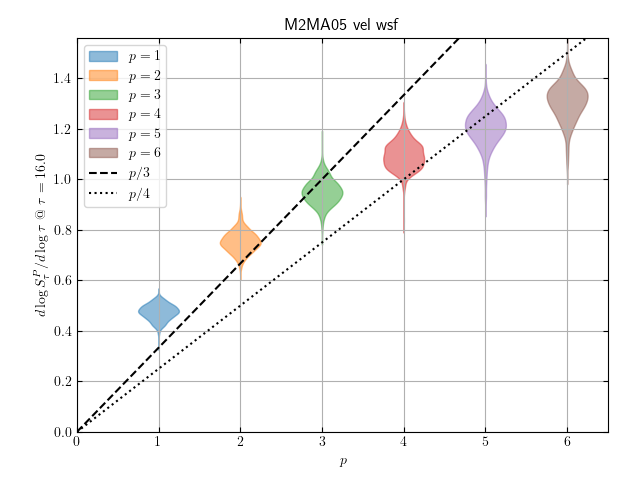 M2MA05 vel wsf
p = 1
p = 2
p = 3
p = 4
p = 5
p = 6
p/3
p/4
d log S_τ^P / d log τ @ τ = 16.0
1.4
1.2
1.0
0.8
0.6
0.4
0.2
0.0
0 1 2 3 4 5 6
p